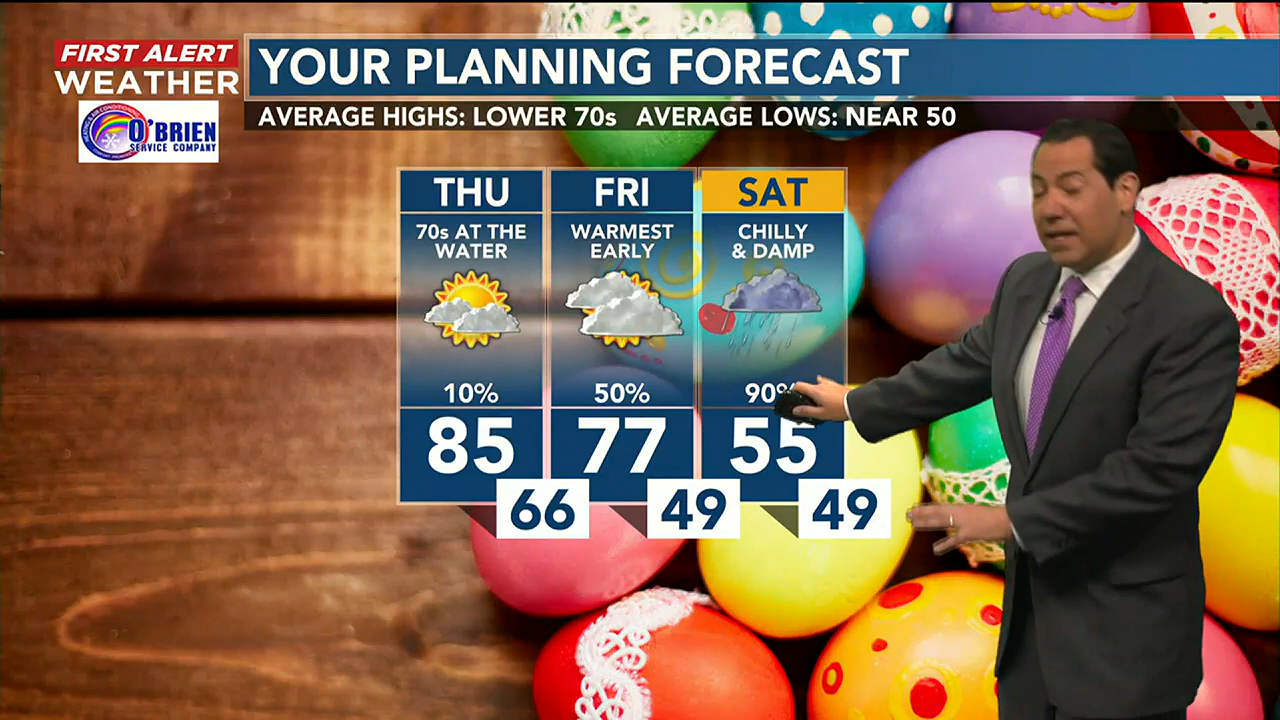 FIRST ALERT
WEATHER
O'BRIEN
SERVICE COMPANY
YOUR PLANNING FORECAST
AVERAGE HIGHS: LOWER 70s AVERAGE LOWS: NEAR 50
THU
70s AT THE
WATER
10%
85
66
FRI
WARMEST
EARLY
50%
77
49
SAT
CHILLY
& DAMP
90%
55
49